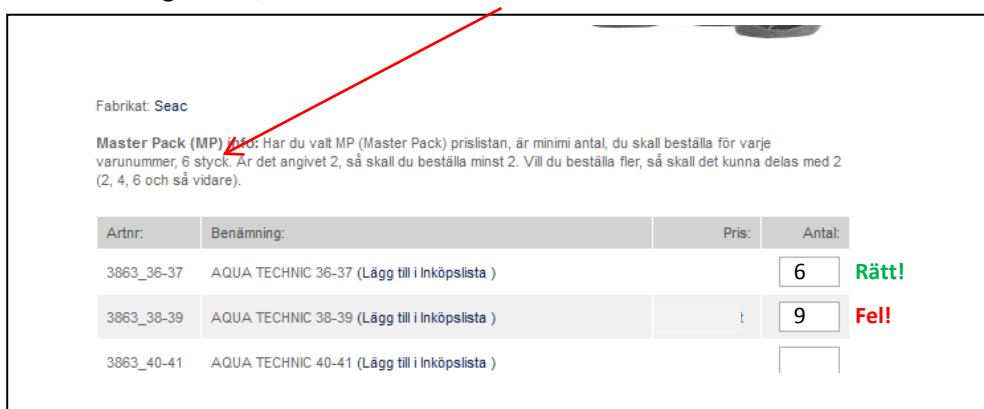 Fabrikat: Seac
Master Pack (MP) info: Har du valt MP (Master Pack) prislistan, är minimi antal, du skall beställa för varje
varunummer, 6 styck. Är det angivet 2, så skall du beställa minst 2. Vill du beställa fler, så skall det kunna delas med 2
(2, 4, 6 och så vidare).
Artnr: Benämning: Pris: Antal:
3863_36-37 AQUA TECHNIC 36-37 (Lägg till i Inköpslista ) 6 Rätt!
3863_38-39 AQUA TECHNIC 38-39 (Lägg till i Inköpslista ) 9 Fel!
3863_40-41 AQUA TECHNIC 40-41 (Lägg till i Inköpslista )